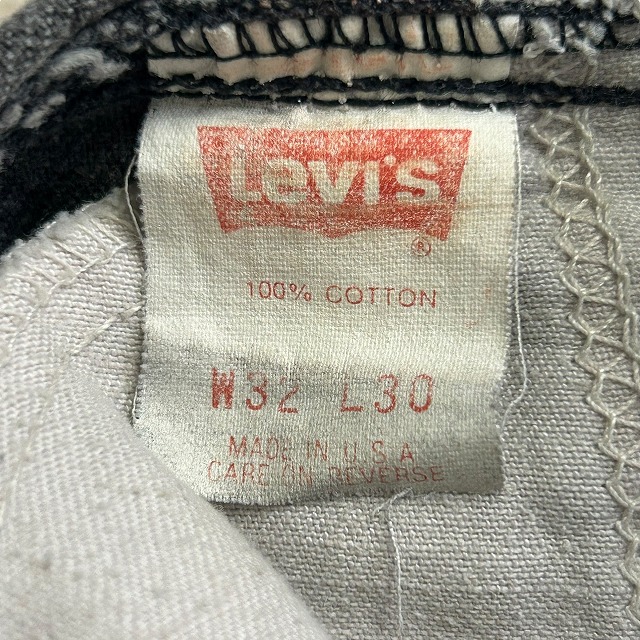 Levi's
®
100% COTTON
W32 L30
MADE IN U.S.A
CARE ON REVERSE